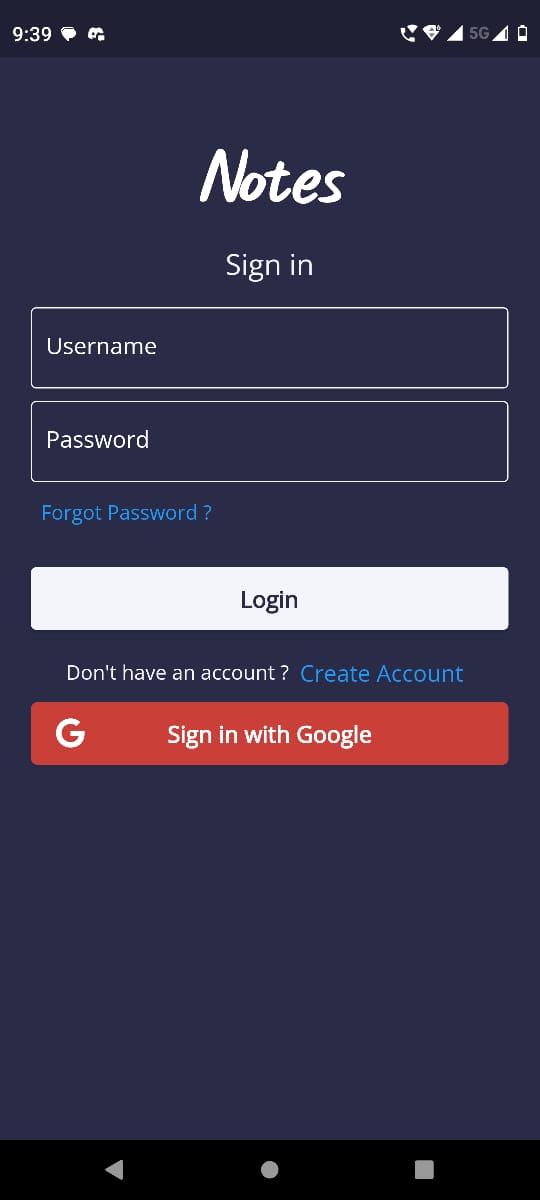 9:39 5G
Notes
Sign in
Username
Password
Forgot Password ?
Login
Don't have an account ? Create Account
G Sign in with Google